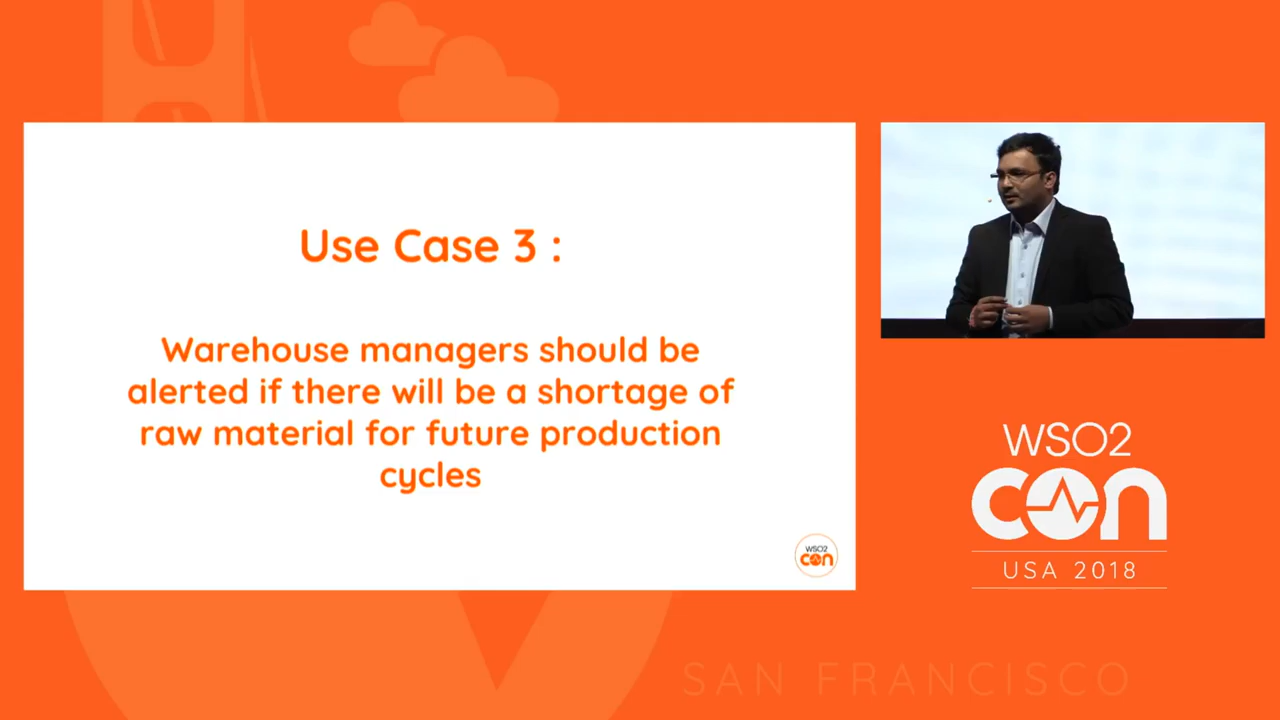 Use Case 3 :
Warehouse managers should be
alerted if there will be a shortage of
raw material for future production
cycles
WSO2
con
WSO2
con
USA 2018
SAN FRANCISCO